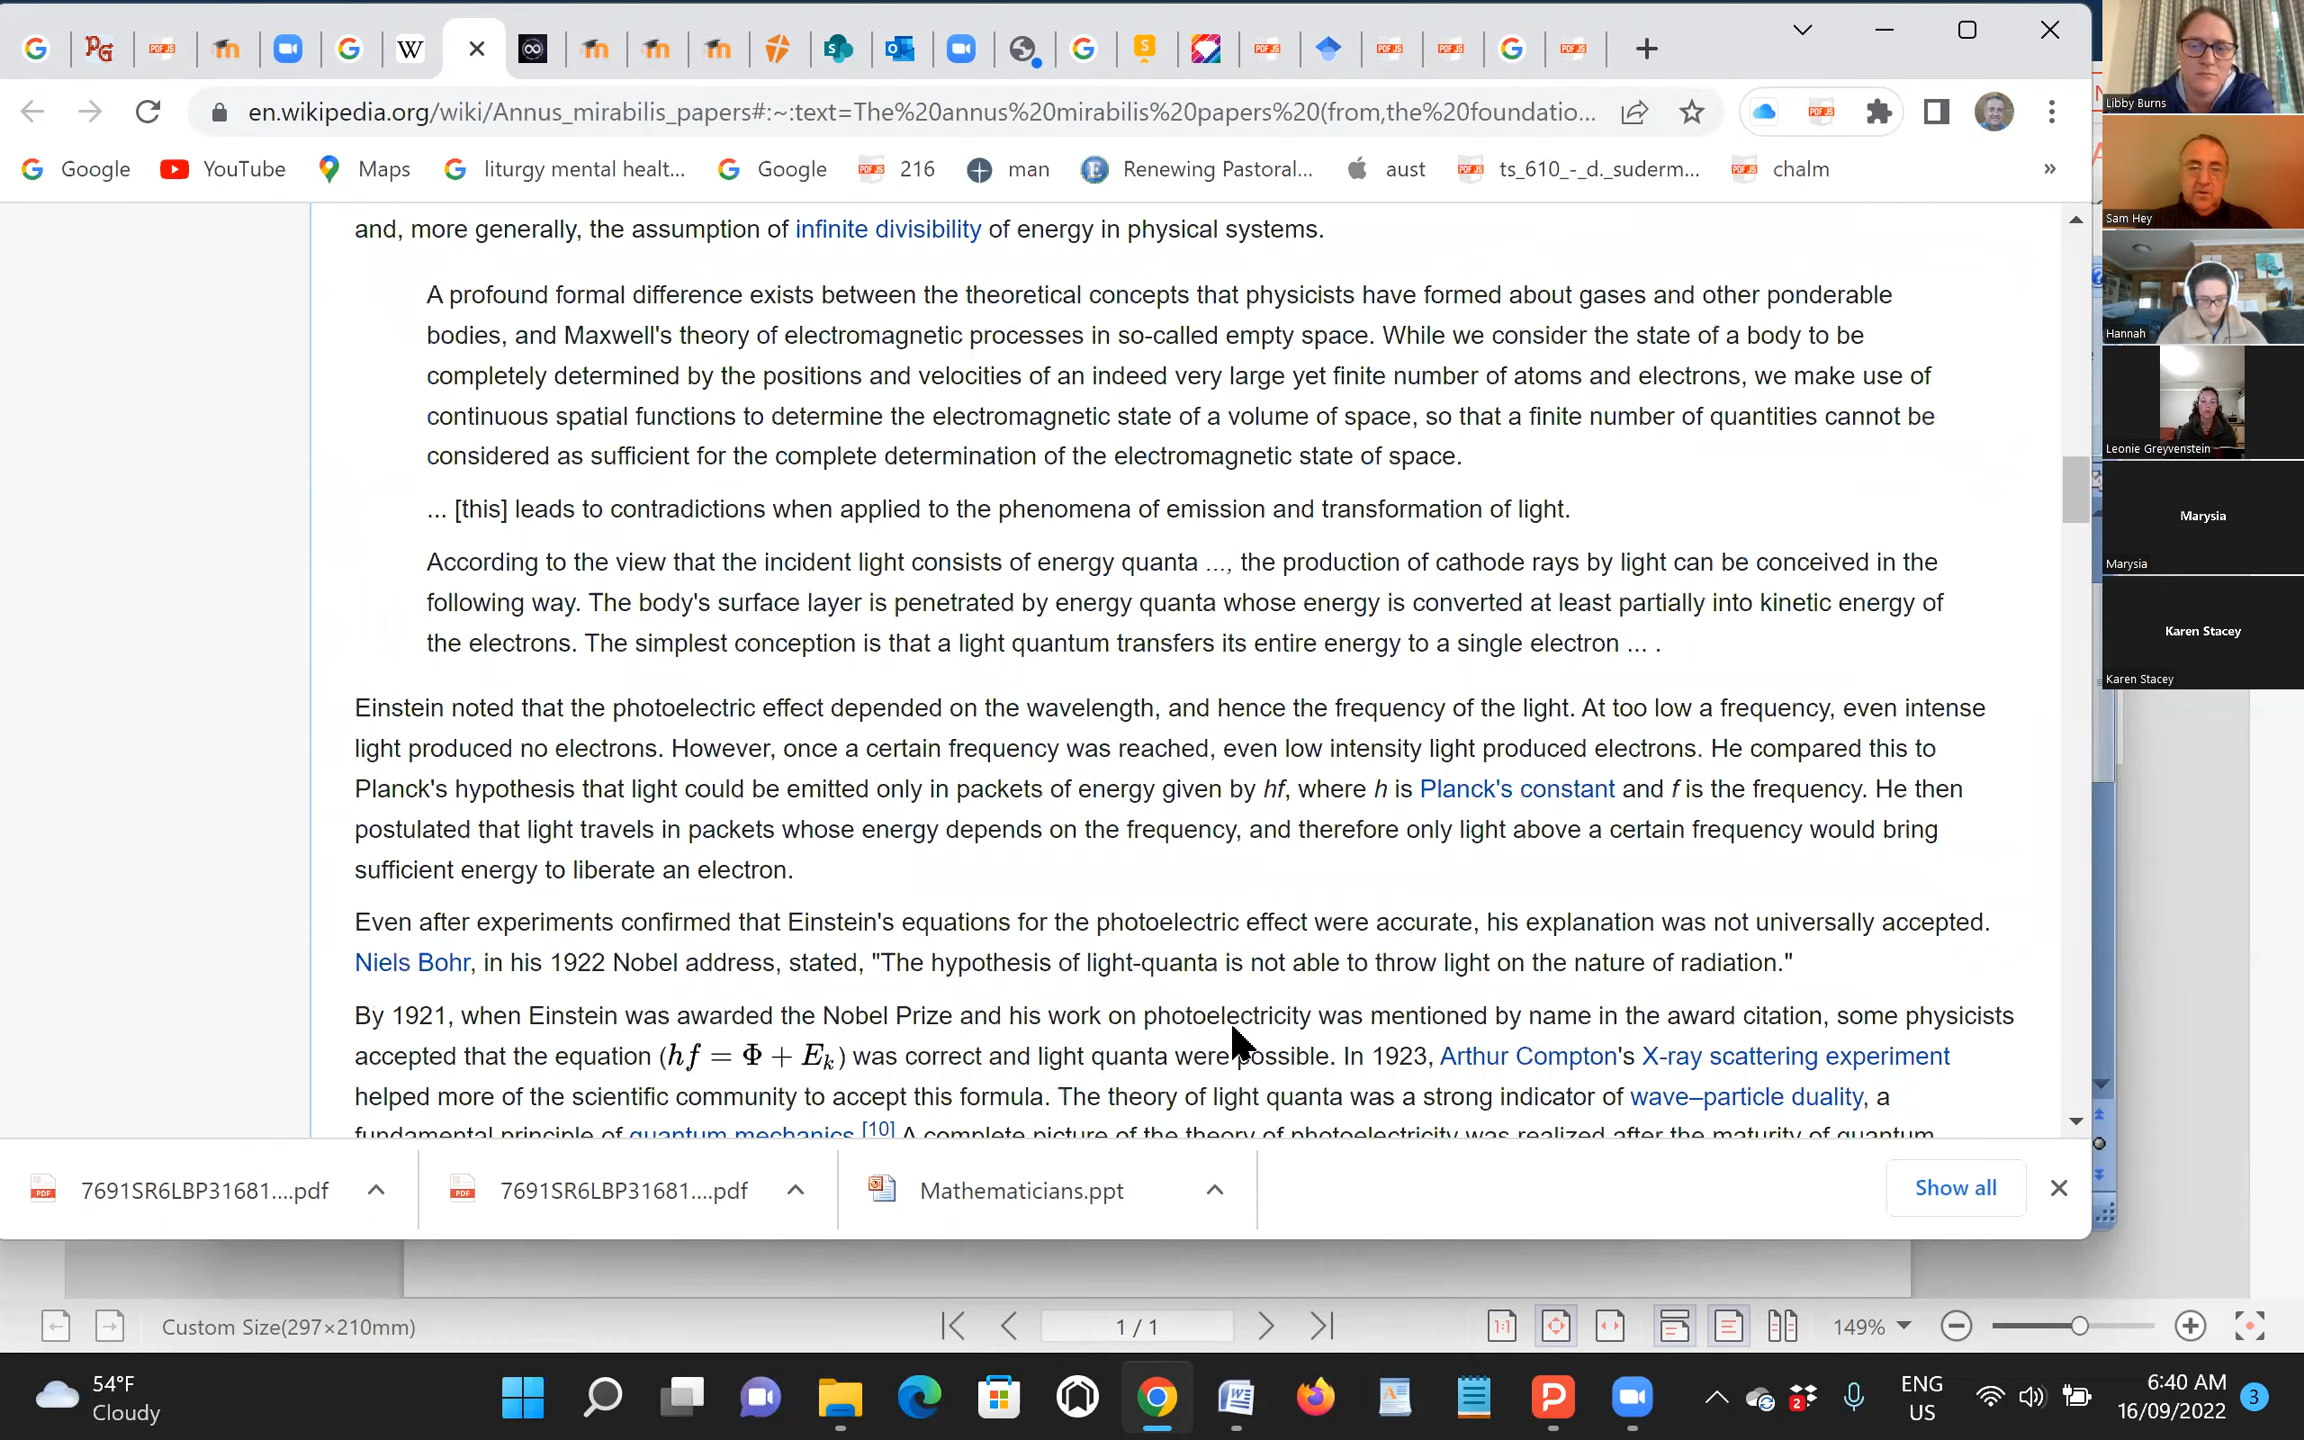 en.wikipedia.org/wiki/Annus_mirabilis_papers#:~:text=The%20annus%20mirabilis%20papers%20(from,the%20foundatio...
Google YouTube Maps liturgy mental healt... Google 216 man Renewing Pastoral... aust ts_610_-_d._suderm... chalm »
and, more generally, the assumption of infinite divisibility of energy in physical systems.
A profound formal difference exists between the theoretical concepts that physicists have formed about gases and other ponderable
bodies, and Maxwell's theory of electromagnetic processes in so-called empty space. While we consider the state of a body to be
completely determined by the positions and velocities of an indeed very large yet finite number of atoms and electrons, we make use of
continuous spatial functions to determine the electromagnetic state of a volume of space, so that a finite number of quantities cannot be
considered as sufficient for the complete determination of the electromagnetic state of space.
... [this] leads to contradictions when applied to the phenomena of emission and transformation of light.
According to the view that the incident light consists of energy quanta ..., the production of cathode rays by light can be conceived in the
following way. The body's surface layer is penetrated by energy quanta whose energy is converted at least partially into kinetic energy of
the electrons. The simplest conception is that a light quantum transfers its entire energy to a single electron ... .
Einstein noted that the photoelectric effect depended on the wavelength, and hence the frequency of the light. At too low a frequency, even intense
light produced no electrons. However, once a certain frequency was reached, even low intensity light produced electrons. He compared this to
Planck's hypothesis that light could be emitted only in packets of energy given by hf, where h is Planck's constant and f is the frequency. He then
postulated that light travels in packets whose energy depends on the frequency, and therefore only light above a certain frequency would bring
sufficient energy to liberate an electron.
Even after experiments confirmed that Einstein's equations for the photoelectric effect were accurate, his explanation was not universally accepted.
Niels Bohr, in his 1922 Nobel address, stated, "The hypothesis of light-quanta is not able to throw light on the nature of radiation."
By 1921, when Einstein was awarded the Nobel Prize and his work on photoelectricity was mentioned by name in the award citation, some physicists
accepted that the equation (hf = Φ + Ek) was correct and light quanta were possible. In 1923, Arthur Compton's X-ray scattering experiment
helped more of the scientific community to accept this formula. The theory of light quanta was a strong indicator of wave–particle duality, a
fundamental principle of quantum mechanics.[10] A complete picture of the theory of photoelectricity was realized after the maturity of quantum
7691SR6LBP31681....pdf 7691SR6LBP31681....pdf Mathematicians.ppt Show all
Custom Size(297×210mm) 1 / 1 149%
54°F
Cloudy
ENG
US
6:40 AM
16/09/2022
3
2
Libby Burns
Sam Hey
Hannah
Leonie Greyvenstein
Marysia
Marysia
Karen Stacey
Karen Stacey